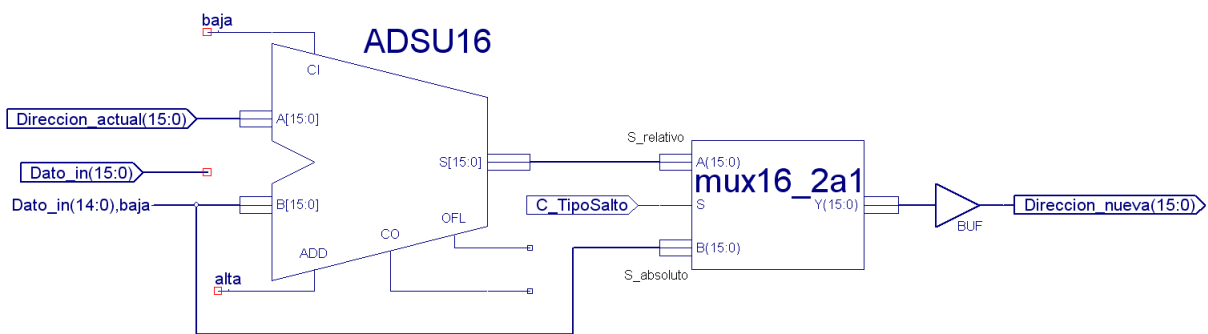 baja
ADSU16
CI
Direccion_actual(15:0)
A[15:0]
S_relativo
Dato_in(15:0)
S[15:0]
A(15:0)
mux16_2a1
Dato_in(14:0),baja
B[15:0]
C_TipoSalto
S
Y(15:0)
Direccion_nueva(15:0)
OFL
BUF
CO
B(15:0)
ADD
S_absoluto
alta